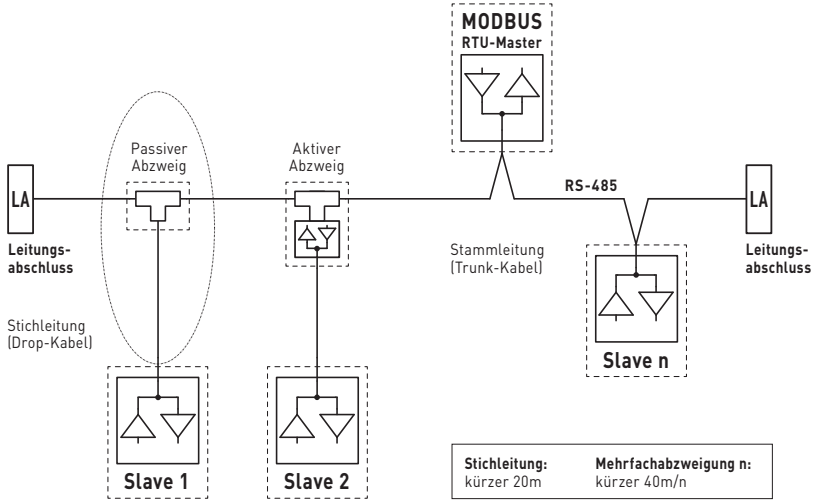 MODBUS
RTU-Master
Passiver
Abzweig
Aktiver
Abzweig
LA
RS-485
LA
Leitungs-
abschluss
Stammleitung
(Trunk-Kabel)
Leitungs-
abschluss
Stichleitung
(Drop-Kabel)
Slave n
Slave 1
Slave 2
Stichleitung:
kürzer 20m
Mehrfachabzweigung n:
kürzer 40m/n